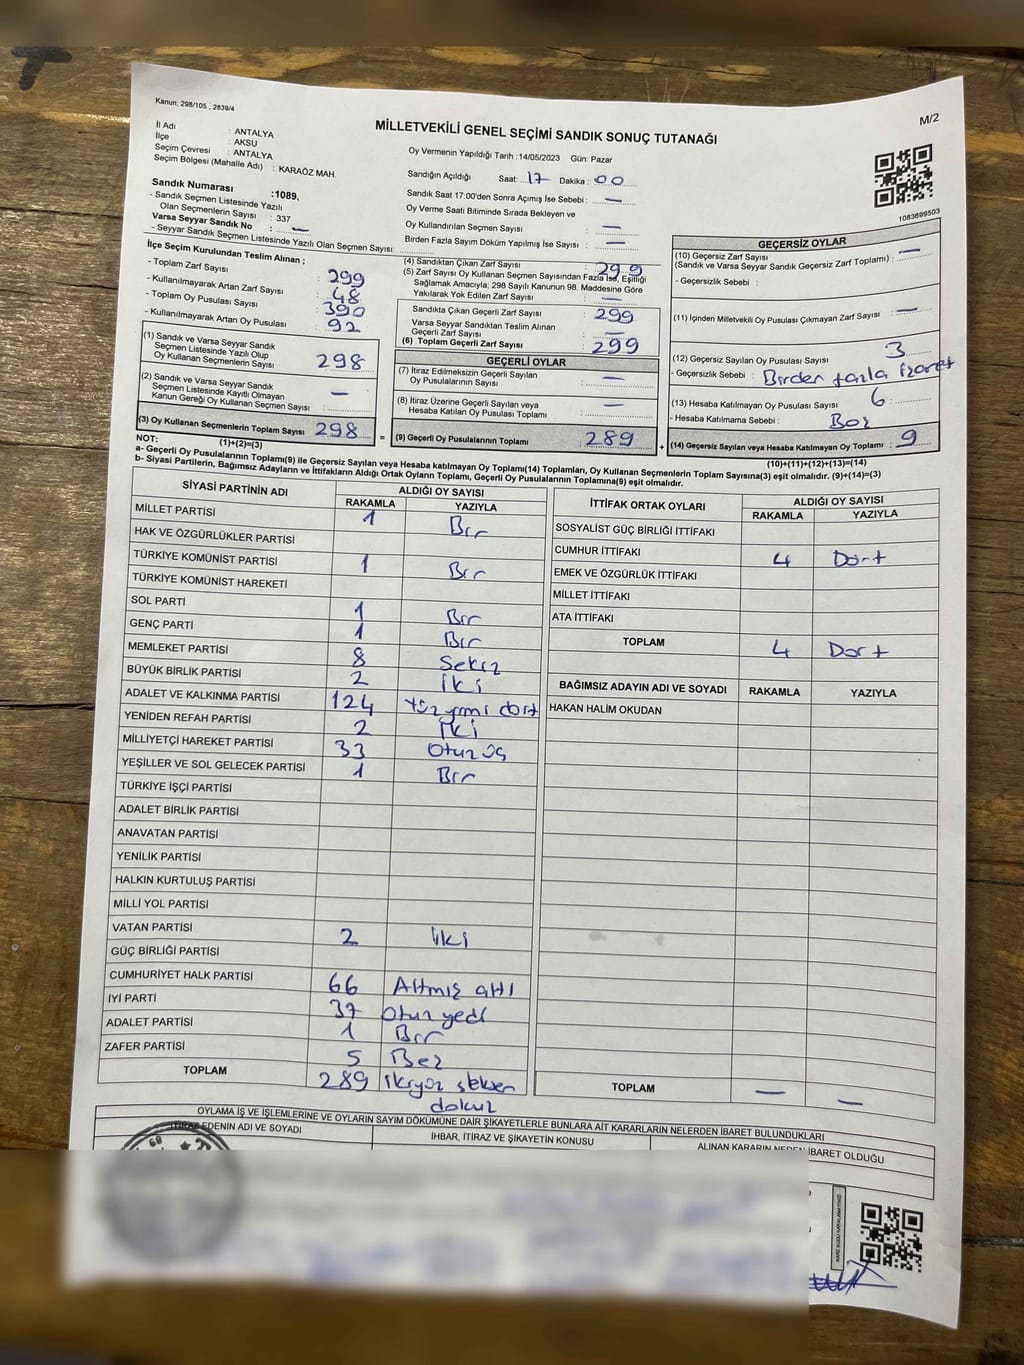 Kanun; 298/105 , 2839/4
M/2
MİLLETVEKİLİ GENEL SEÇİMİ SANDIK SONUÇ TUTANAĞI
İl Adı : ANTALYA
İlçe : AKSU
Seçim Çevresi : ANTALYA
Seçim Bölgesi (Mahalle Adı) : KARAÖZ MAH.
Sandık Numarası :1089,
- Sandık Seçmen Listesinde Yazılı
Olan Seçmenlerin Sayısı : 337
Varsa Seyyar Sandık No : —
- Seyyar Sandık Seçmen Listesinde Yazılı Olan Seçmen Sayısı:
Oy Vermenin Yapıldığı Tarih :14/05/2023 Gün: Pazar
Sandığın Açıldığı Saat: 17 Dakika : 00
Sandık Saat 17:00'den Sonra Açımış İse Sebebi : —
Oy Verme Saati Bitiminde Sırada Bekleyen ve
Oy Kullandırılan Seçmen Sayısı : —
Birden Fazla Sayım Döküm Yapılmış İse Sayısı : —
1083699503
İlçe Seçim Kurulundan Teslim Alınan ;
- Toplam Zarf Sayısı : 299
- Kullanılmayarak Artan Zarf Sayısı : 48
- Toplam Oy Pusulası Sayısı : 390
- Kullanılmayarak Artan Oy Pusulası : 92
(1) Sandık ve Varsa Seyyar Sandık
Seçmen Listesinde Yazılı Olup
Oy Kullanan Seçmenlerin Sayısı : 298
(2) Sandık ve Varsa Seyyar Sandık
Seçmen Listesinde Kayıtlı Olmayan
Kanun Gereği Oy Kullanan Seçmen Sayısı : —
(3) Oy Kullanan Seçmenlerin Toplam Sayısı : 298
(1)+(2)=(3)
(4) Sandıktan Çıkan Zarf Sayısı : 299
(5) Zarf Sayısı Oy Kullanan Seçmen Sayısından Fazla İse, Eşitliği
Sağlamak Amacıyla; 298 Sayılı Kanunun 98. Maddesine Göre
Yakılarak Yok Edilen Zarf Sayısı : —
Sandıkta Çıkan Geçerli Zarf Sayısı : 299
Varsa Seyyar Sandıktan Teslim Alınan
Geçerli Zarf Sayısı : —
(6) Toplam Geçerli Zarf Sayısı : 299
GEÇERLİ OYLAR
(7) İtiraz Edilmeksizin Geçerli Sayılan
Oy Pusulalarının Sayısı : —
(8) İtiraz Üzerine Geçerli Sayılan veya
Hesaba Katılan Oy Pusulası Toplamı : —
= (9) Geçerli Oy Pusulalarının Toplamı : 289
GEÇERSİZ OYLAR
(10) Geçersiz Zarf Sayısı
(Sandık ve Varsa Seyyar Sandık Geçersiz Zarf Toplamı) : —
- Geçersizlik Sebebi :
(11) İçinden Milletvekili Oy Pusulası Çıkmayan Zarf Sayısı : —
(12) Geçersiz Sayılan Oy Pusulası Sayısı : 3
- Geçersizlik Sebebi : Birden fazla işaret
(13) Hesaba Katılmayan Oy Pusulası Sayısı : 6
- Hesaba Katılmama Sebebi : Boş
+ (14) Geçersiz Sayılan veya Hesaba Katılmayan Oy Toplamı : 9
(10)+(11)+(12)+(13)=(14)
NOT:
a- Geçerli Oy Pusulalarının Toplamı(9) ile Geçersiz Sayılan veya Hesaba katılmayan Oy Toplamı(14) Toplamları, Oy Kullanan Seçmenlerin Toplam Sayısına(3) eşit olmalıdır. (9)+(14)=(3)
b- Siyasi Partilerin, Bağımsız Adayların ve İttifakların Aldığı Ortak Oyların Toplamı, Geçerli Oy Pusulalarının Toplamına(9) eşit olmalıdır.
SİYASİ PARTİNİN ADI ALDIĞI OY SAYISI
RAKAMLA YAZIYLA
MİLLET PARTİSİ 1 Bir
HAK VE ÖZGÜRLÜKLER PARTİSİ
TÜRKİYE KOMÜNİST PARTİSİ 1 Bir
TÜRKİYE KOMÜNİST HAREKETİ
SOL PARTİ 1 Bir
GENÇ PARTİ 1 Bir
MEMLEKET PARTİSİ 8 Sekiz
BÜYÜK BİRLİK PARTİSİ 2 İki
ADALET VE KALKINMA PARTİSİ 124 Yüz yirmi dört
YENİDEN REFAH PARTİSİ 2 İki
MİLLİYETÇİ HAREKET PARTİSİ 33 Otuz üç
YEŞİLLER VE SOL GELECEK PARTİSİ 1 Bir
TÜRKİYE İŞÇİ PARTİSİ
ADALET BİRLİK PARTİSİ
ANAVATAN PARTİSİ
YENİLİK PARTİSİ
HALKIN KURTULUŞ PARTİSİ
MİLLİ YOL PARTİSİ
VATAN PARTİSİ 2 İki
GÜÇ BİRLİĞİ PARTİSİ
CUMHURİYET HALK PARTİSİ 66 Altmış altı
İYİ PARTİ 37 Otuz yedi
ADALET PARTİSİ 1 Bir
ZAFER PARTİSİ 5 Beş
TOPLAM 289 İkiyüz seksen
dokuz
İTTİFAK ORTAK OYLARI ALDIĞI OY SAYISI
RAKAMLA YAZIYLA
SOSYALİST GÜÇ BİRLİĞİ İTTİFAKI
CUMHUR İTTİFAKI 4 Dört
EMEK VE ÖZGÜRLÜK İTTİFAKI
MİLLET İTTİFAKI
ATA İTTİFAKI
TOPLAM 4 Dört
BAĞIMSIZ ADAYIN ADI VE SOYADI RAKAMLA YAZIYLA
HAKAN HALİM OKUDAN
TOPLAM — —
OYLAMA İŞ VE İŞLEMLERİNE VE OYLARIN SAYIM DÖKÜMÜNE DAİR ŞİKAYETLERLE BUNLARA AİT KARARLARIN NELERDEN İBARET BULUNDUKLARI
İTİRAZ EDENİN ADI VE SOYADI İHBAR, İTİRAZ VE ŞİKAYETİN KONUSU ALINAN KARARIN NEDEN İBARET OLDUĞU